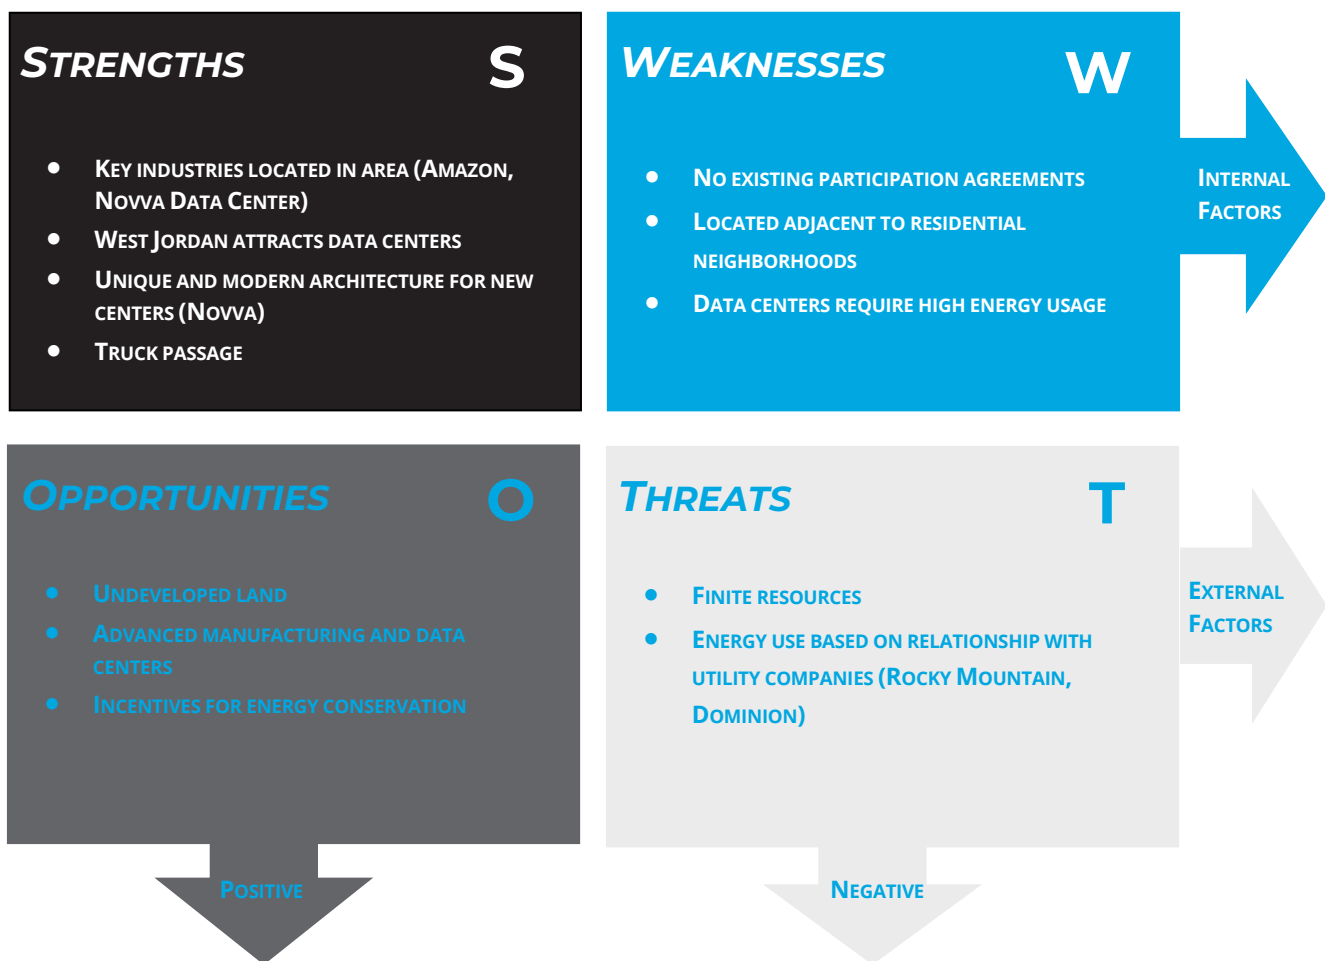 STRENGTHS S
● KEY INDUSTRIES LOCATED IN AREA (AMAZON,
NOVVA DATA CENTER)
● WEST JORDAN ATTRACTS DATA CENTERS
● UNIQUE AND MODERN ARCHITECTURE FOR NEW
CENTERS (NOVVA)
● TRUCK PASSAGE
WEAKNESSES W
● NO EXISTING PARTICIPATION AGREEMENTS
● LOCATED ADJACENT TO RESIDENTIAL
NEIGHBORHOODS
● DATA CENTERS REQUIRE HIGH ENERGY USAGE
INTERNAL
FACTORS
OPPORTUNITIES O
● UNDEVELOPED LAND
● ADVANCED MANUFACTURING AND DATA
CENTERS
● INCENTIVES FOR ENERGY CONSERVATION
THREATS T
● FINITE RESOURCES
● ENERGY USE BASED ON RELATIONSHIP WITH
UTILITY COMPANIES (ROCKY MOUNTAIN,
DOMINION)
EXTERNAL
FACTORS
POSITIVE
NEGATIVE